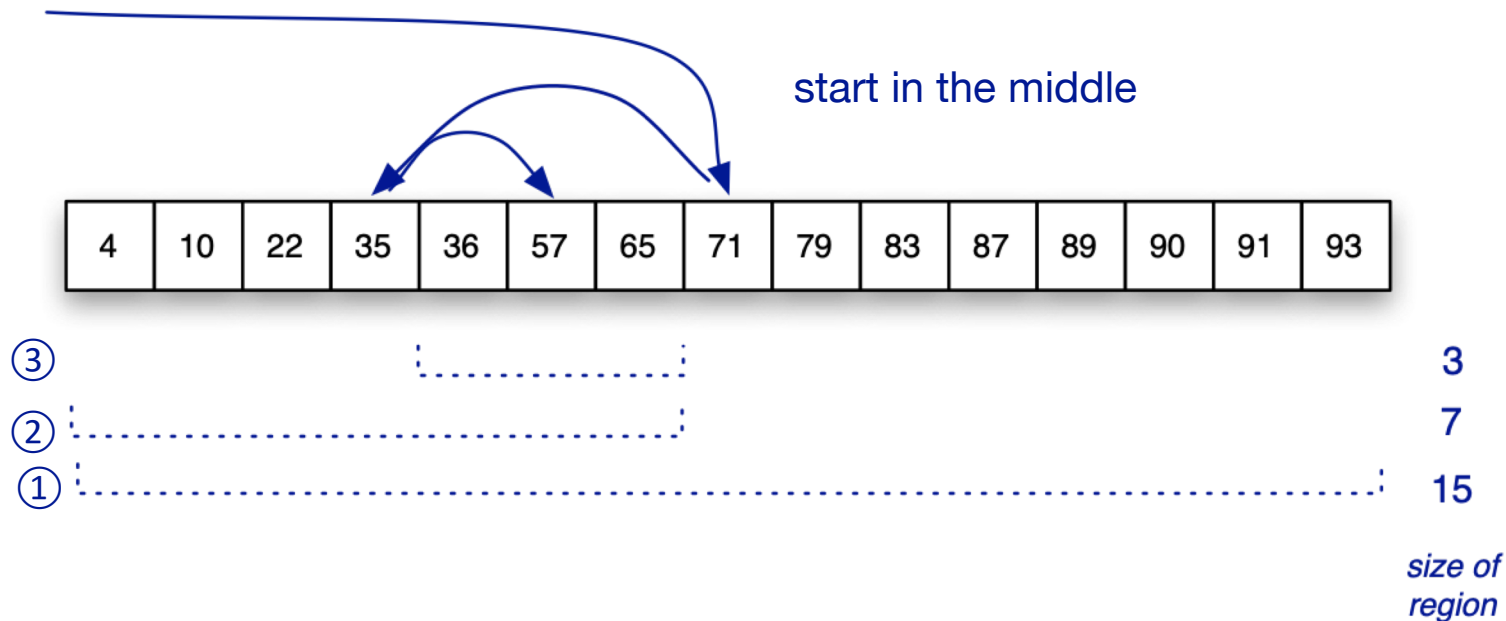 start in the middle
4 10 22 35 36 57 65 71 79 83 87 89 90 91 93
③ 3
② 7
① 15
size of
region